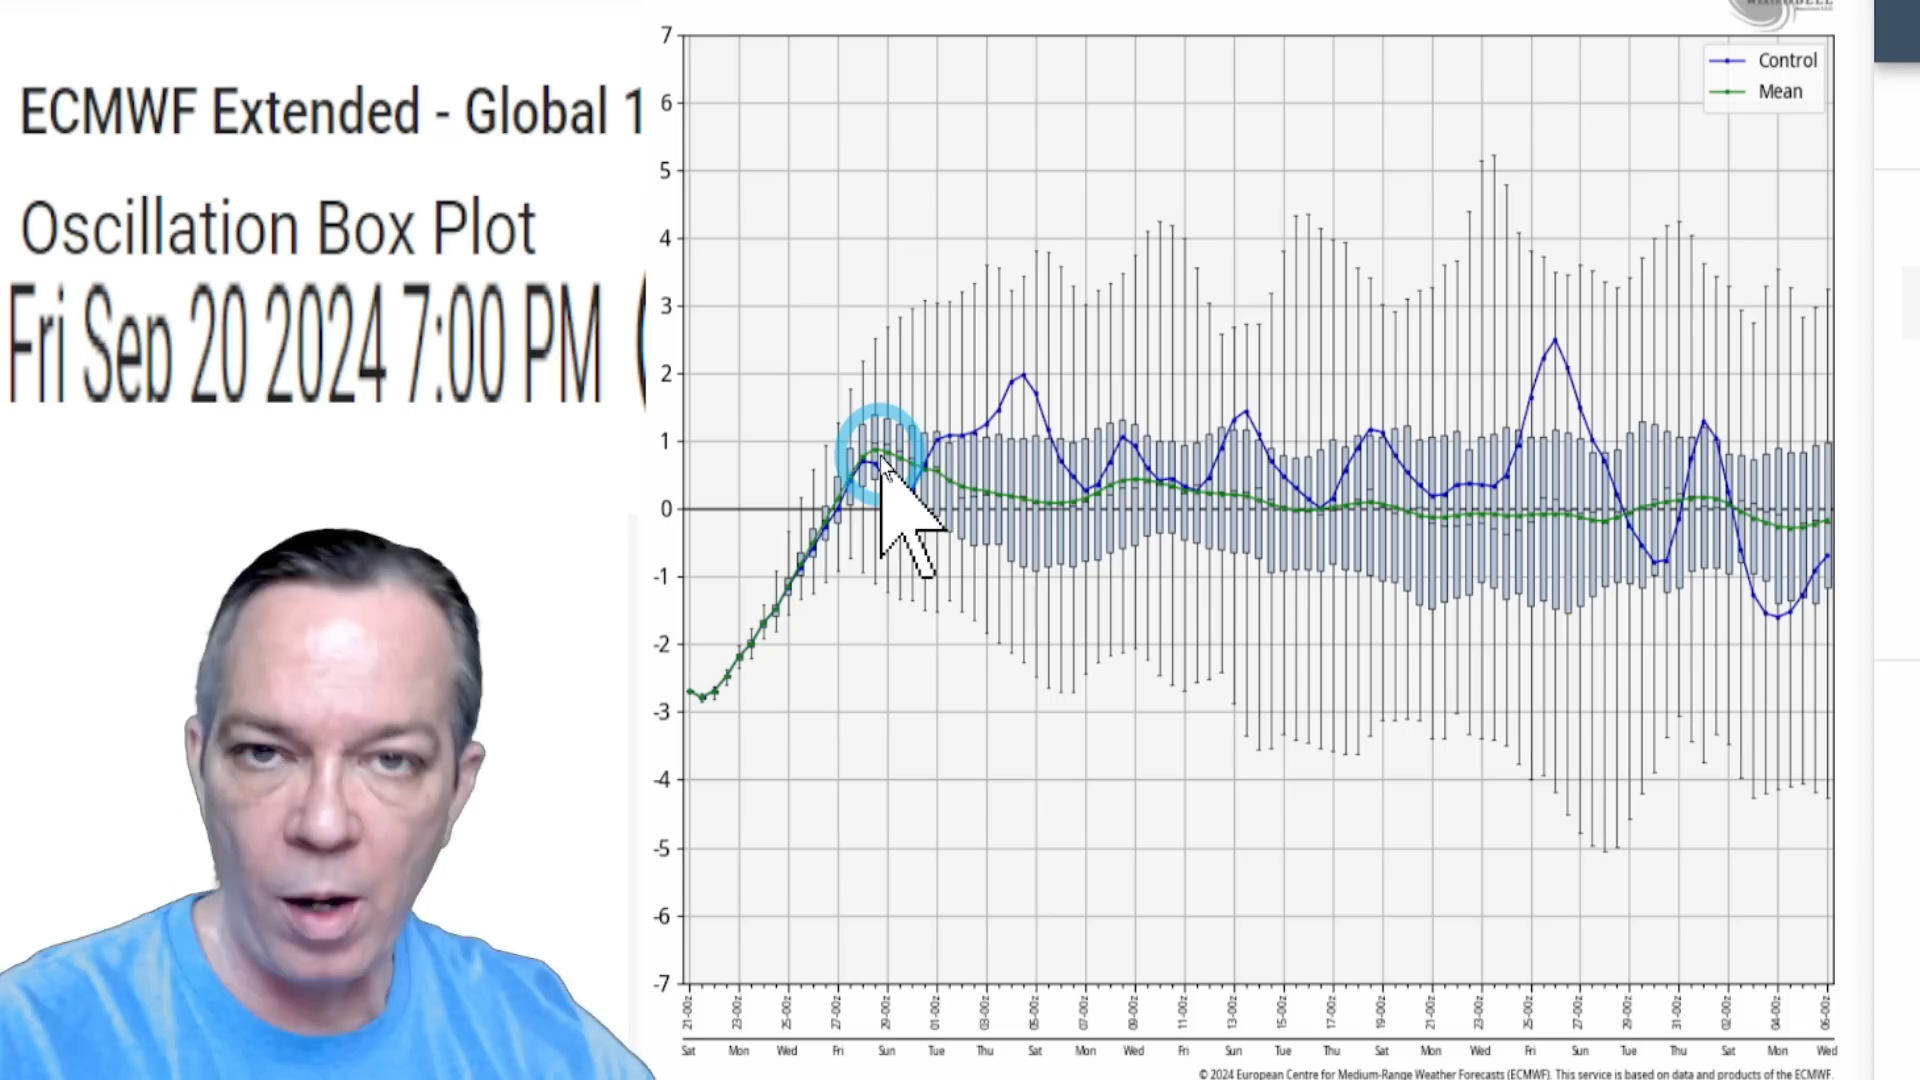 ECMWF Extended - Global 1
Oscillation Box Plot
Fri Sep 20 2024 7:00 PM (
Control
Mean
7
6
5
4
3
2
1
0
-1
-2
-3
-4
-5
-6
-7
21-00z 23-00z 25-00z 27-00z 29-00z 01-00z 03-00z 05-00z 07-00z 09-00z 11-00z 13-00z 15-00z 17-00z 19-00z 21-00z 23-00z 25-00z 27-00z 29-00z 31-00z 02-00z 04-00z 06-00z
Sat Mon Wed Fri Sun Tue Thu Sat Mon Wed Fri Sun Tue Thu Sat Mon Wed Fri Sun Tue Thu Sat Mon Wed
© 2024 European Centre for Medium-Range Weather Forecasts (ECMWF). This service is based on data and products of the ECMWF.